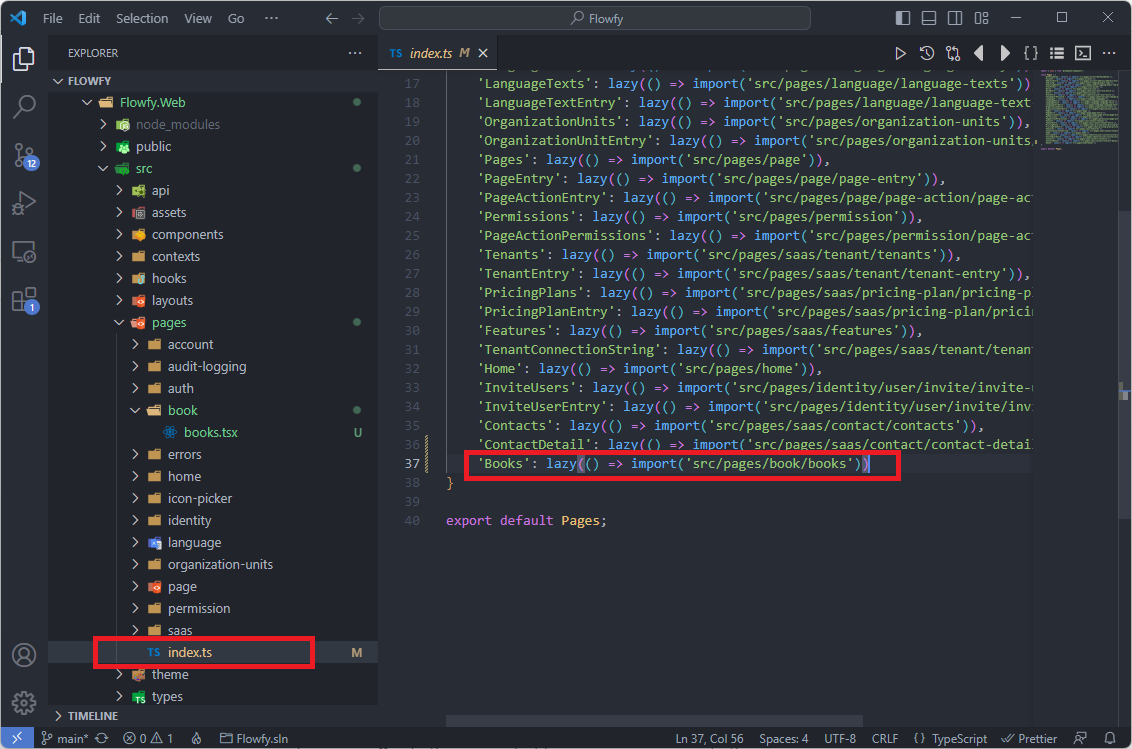 File Edit Selection View Go ··· Flowfy
EXPLORER ···
TS index.ts M
FLOWFY
Flowfy.Web
node_modules
public
src
api
assets
components
contexts
hooks
layouts
pages
account
audit-logging
auth
book
books.tsx U
errors
home
icon-picker
identity
language
organization-units
page
permission
saas
TS index.ts M
theme
TS types
TIMELINE
12
1
17 'LanguageTexts': lazy(() => import('src/pages/language/language-texts'))
18 'LanguageTextEntry': lazy(() => import('src/pages/language/language-text
19 'OrganizationUnits': lazy(() => import('src/pages/organization-units')),
20 'OrganizationUnitEntry': lazy(() => import('src/pages/organization-units/
21 'Pages': lazy(() => import('src/pages/page')),
22 'PageEntry': lazy(() => import('src/pages/page/page-entry')),
23 'PageActionEntry': lazy(() => import('src/pages/page/page-action/page-ac
24 'Permissions': lazy(() => import('src/pages/permission')),
25 'PageActionPermissions': lazy(() => import('src/pages/permission/page-ac
26 'Tenants': lazy(() => import('src/pages/saas/tenant/tenants')),
27 'TenantEntry': lazy(() => import('src/pages/saas/tenant/tenant-entry')),
28 'PricingPlans': lazy(() => import('src/pages/saas/pricing-plan/pricing-p
29 'PricingPlanEntry': lazy(() => import('src/pages/saas/pricing-plan/prici
30 'Features': lazy(() => import('src/pages/saas/features')),
31 'TenantConnectionString': lazy(() => import('src/pages/saas/tenant/tenan
32 'Home': lazy(() => import('src/pages/home')),
33 'InviteUsers': lazy(() => import('src/pages/identity/user/invite/invite-
34 'InviteUserEntry': lazy(() => import('src/pages/identity/user/invite/inv
35 'Contacts': lazy(() => import('src/pages/saas/contact/contacts')),
36 'ContactDetail': lazy(() => import('src/pages/saas/contact/contact-detai
37 'Books': lazy(() => import('src/pages/book/books'))
38 }
39
40 export default Pages;
main* 0 1 Flowfy.sln Ln 37, Col 56 Spaces: 4 UTF-8 CRLF {} TypeScript Prettier